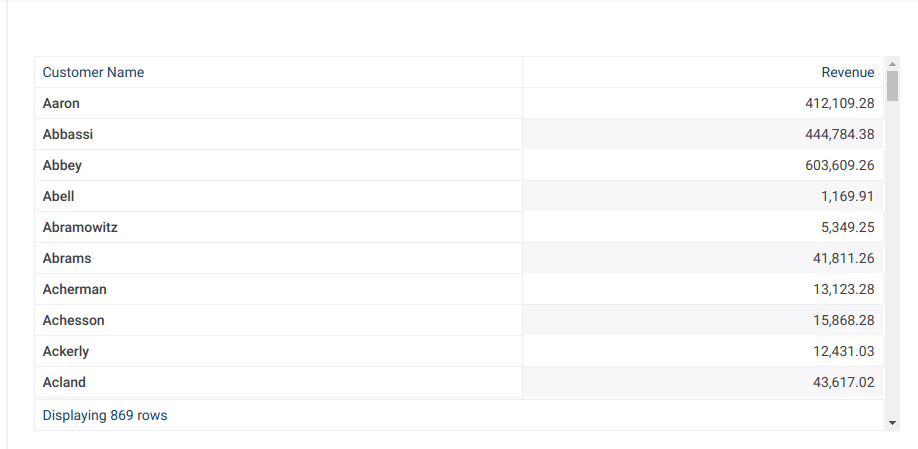 Customer Name Revenue
Aaron 412,109.28
Abbassi 444,784.38
Abbey 603,609.26
Abell 1,169.91
Abramowitz 5,349.25
Abrams 41,811.26
Acherman 13,123.28
Achesson 15,868.28
Ackerly 12,431.03
Acland 43,617.02
Displaying 869 rows